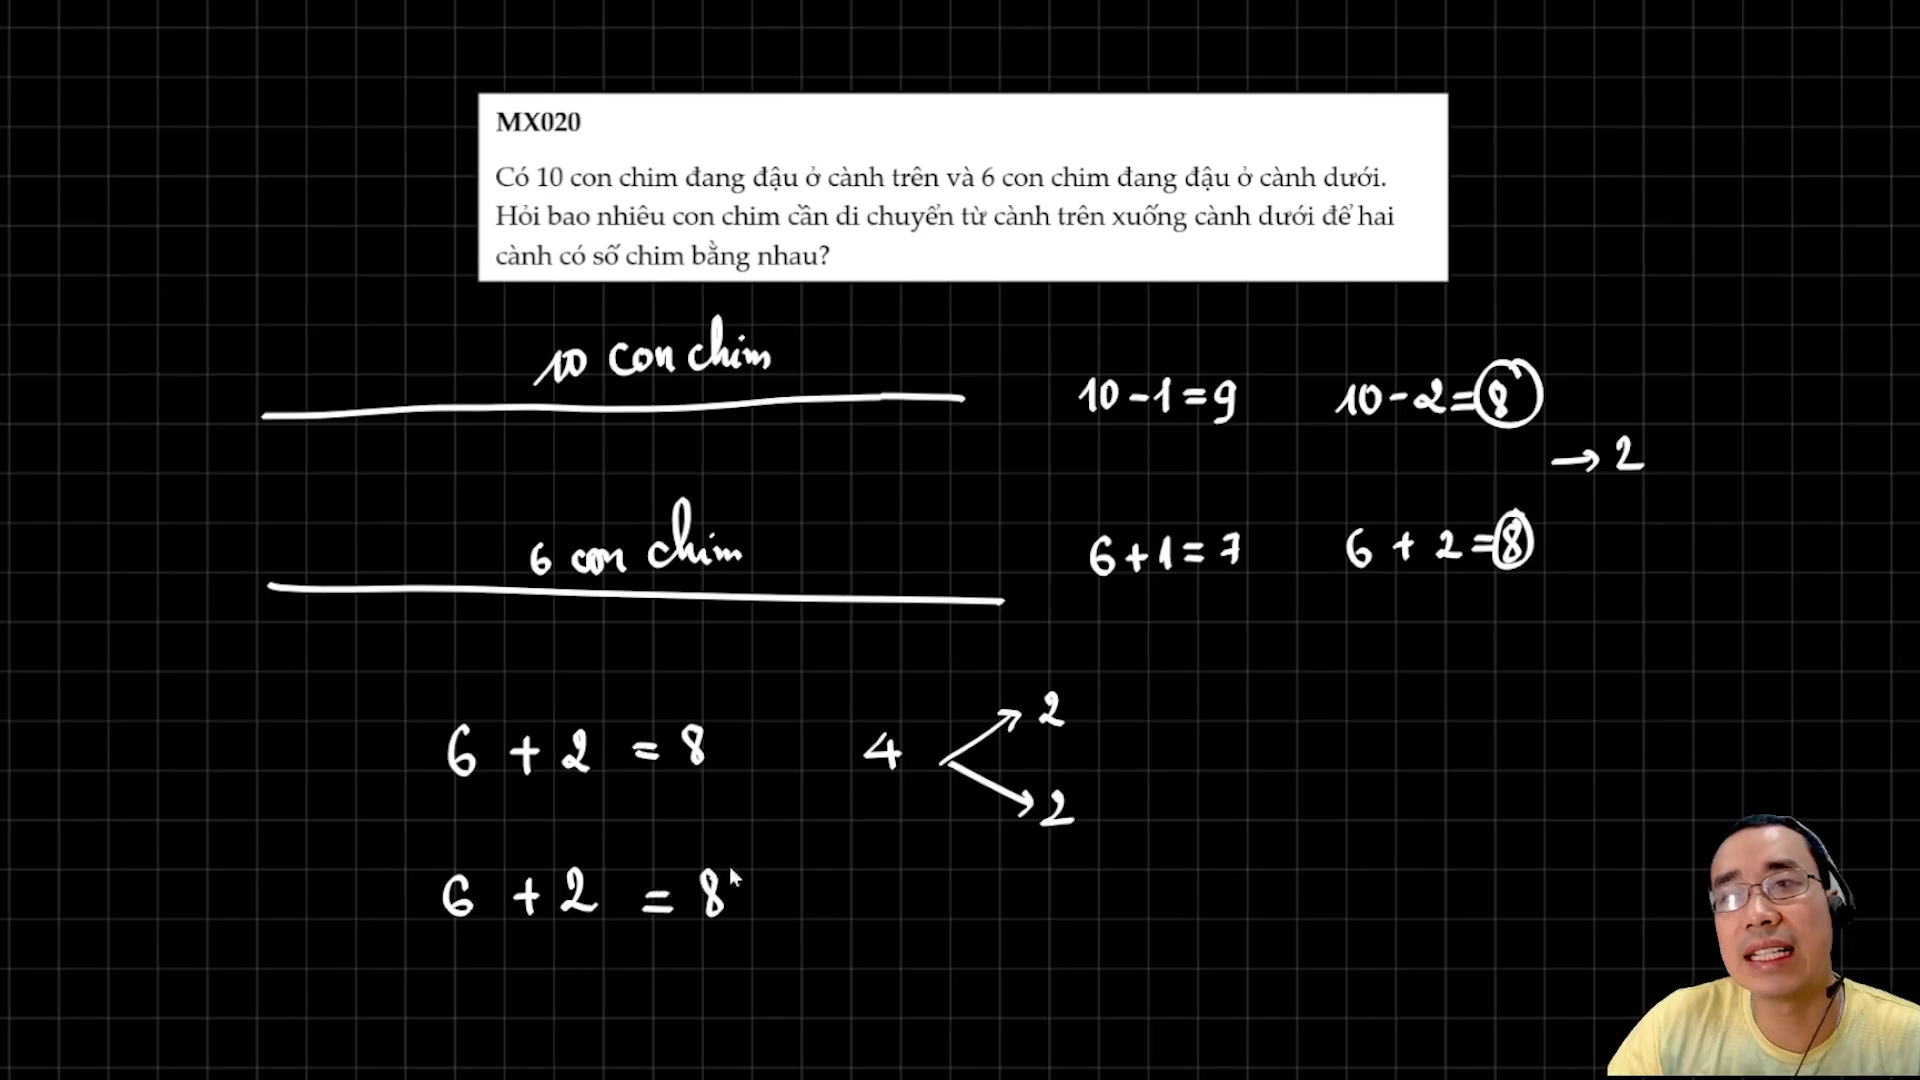 MX020
Có 10 con chim đang đậu ở cành trên và 6 con chim đang đậu ở cành dưới.
Hỏi bao nhiêu con chim cần di chuyển từ cành trên xuống cành dưới để hai
cành có số chim bằng nhau?
10 con chim
10 - 1 = 9
10 - 2 = 8
→ 2
6 con chim
6 + 1 = 7
6 + 2 = 8
6 + 2 = 8
4
2
2
6 + 2 = 8